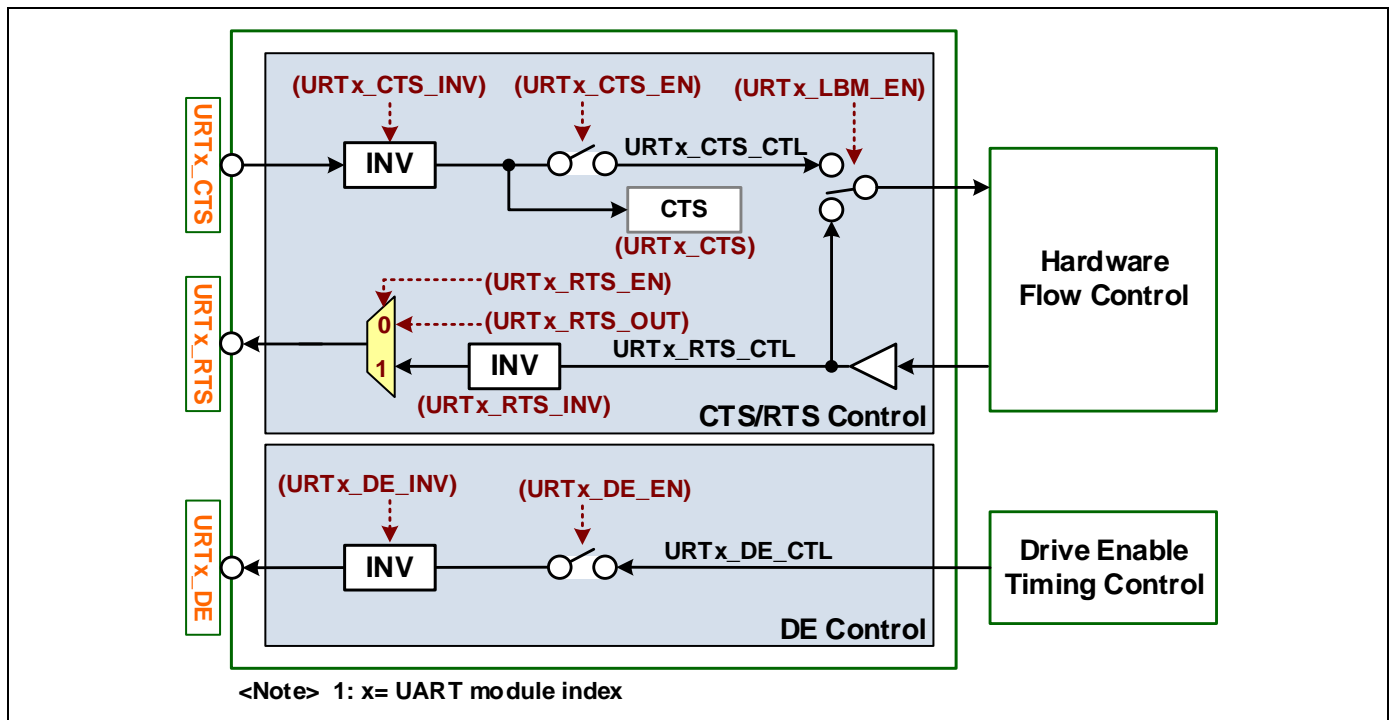 (URTx_CTS_INV)
(URTx_CTS_EN)
(URTx_LBM_EN)
URTx_CTS
INV
URTx_CTS_CTL
CTS
(URTx_CTS)
Hardware
Flow Control
(URTx_RTS_EN)
(URTx_RTS_OUT)
URTx_RTS
0
1
INV
URTx_RTS_CTL
(URTx_RTS_INV)
CTS/RTS Control
(URTx_DE_INV)
(URTx_DE_EN)
URTx_DE
INV
URTx_DE_CTL
Drive Enable
Timing Control
DE Control
<Note> 1: x= UART module index